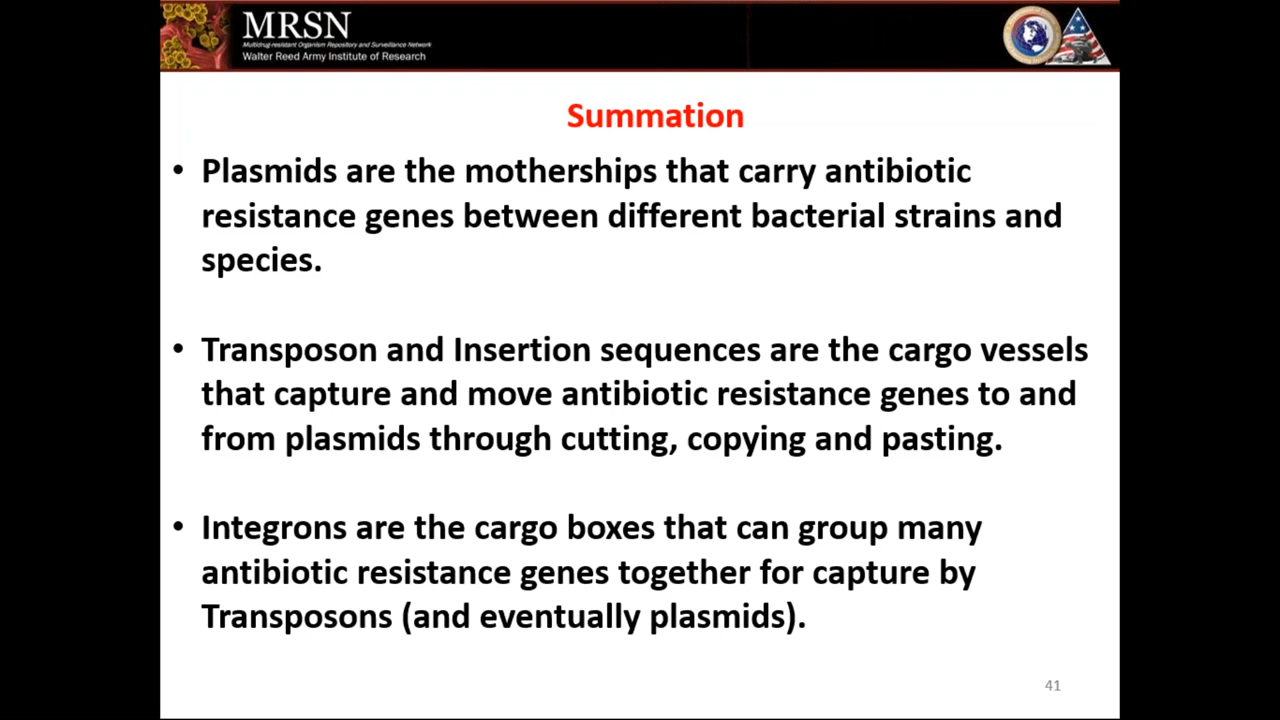 MRSN
Multidrug-resistant Organism Repository and Surveillance Network
Walter Reed Army Institute of Research
Summation
• Plasmids are the motherships that carry antibiotic
resistance genes between different bacterial strains and
species.
• Transposon and Insertion sequences are the cargo vessels
that capture and move antibiotic resistance genes to and
from plasmids through cutting, copying and pasting.
• Integrons are the cargo boxes that can group many
antibiotic resistance genes together for capture by
Transposons (and eventually plasmids).
41